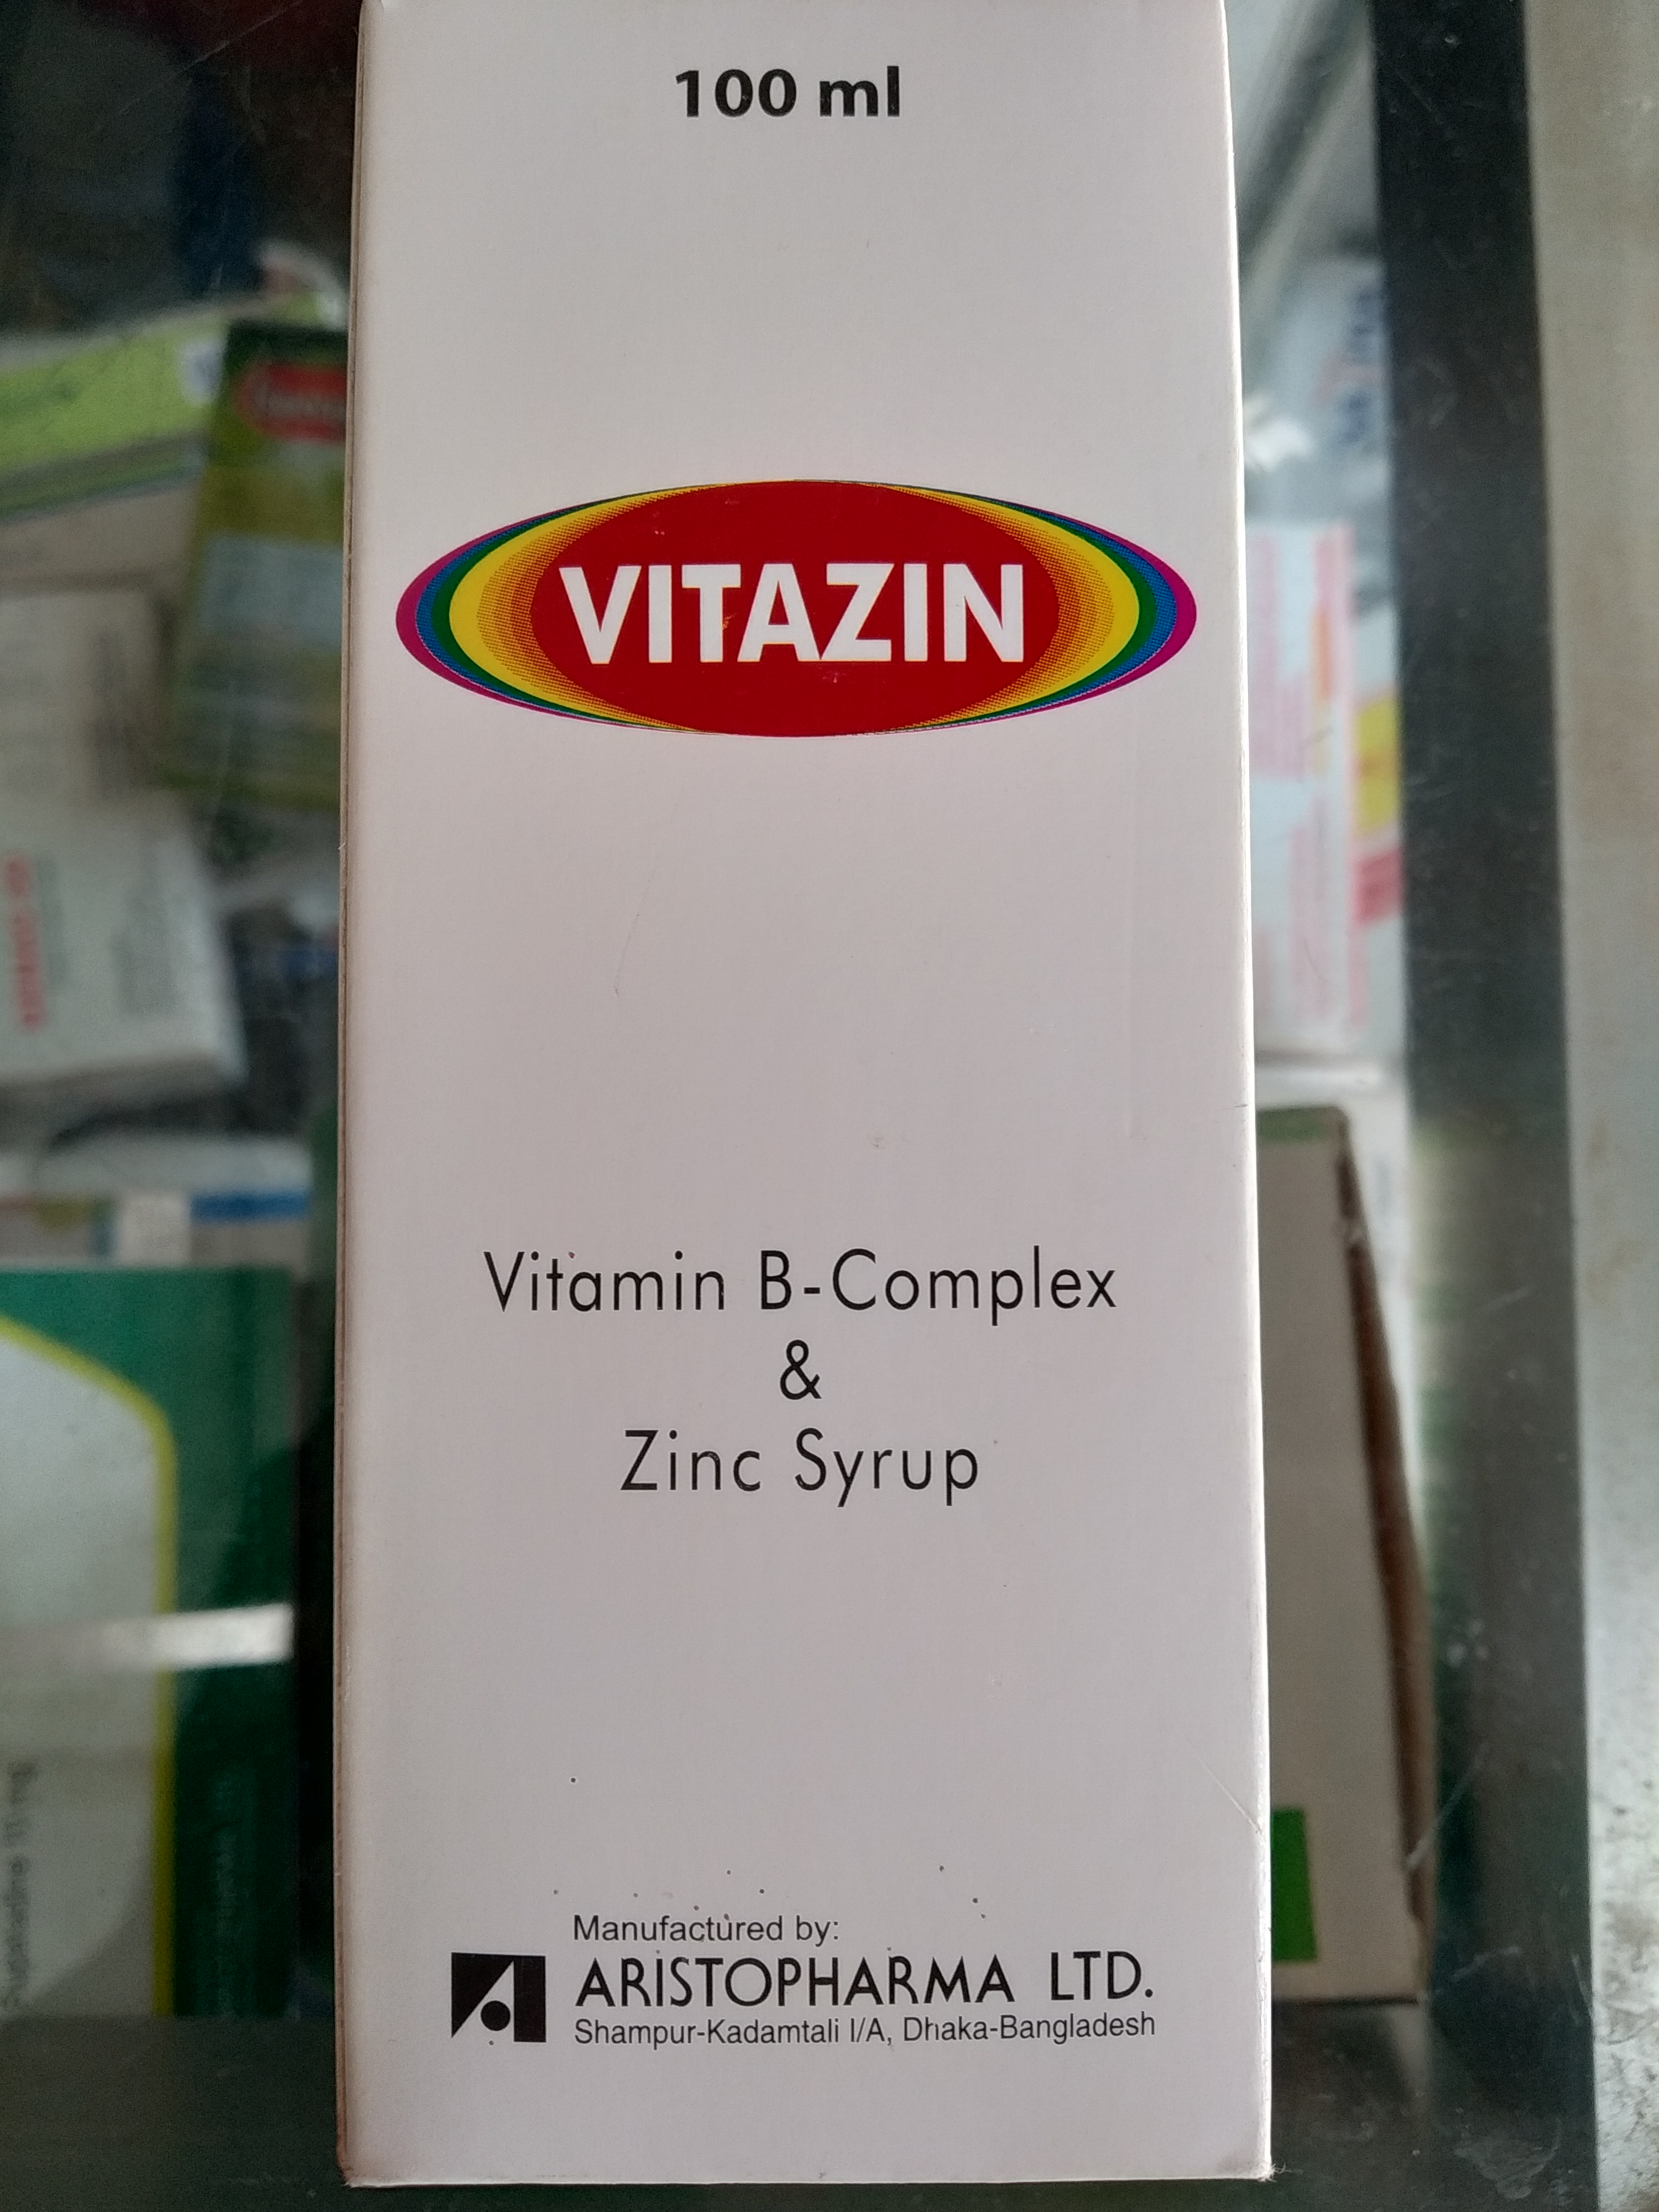 100 ml
VITAZIN
Vitamin B-Complex
&
Zinc Syrup
Manufactured by:
ARISTOPHARMA LTD.
Shampur-Kadamtali I/A, Dhaka-Bangladesh